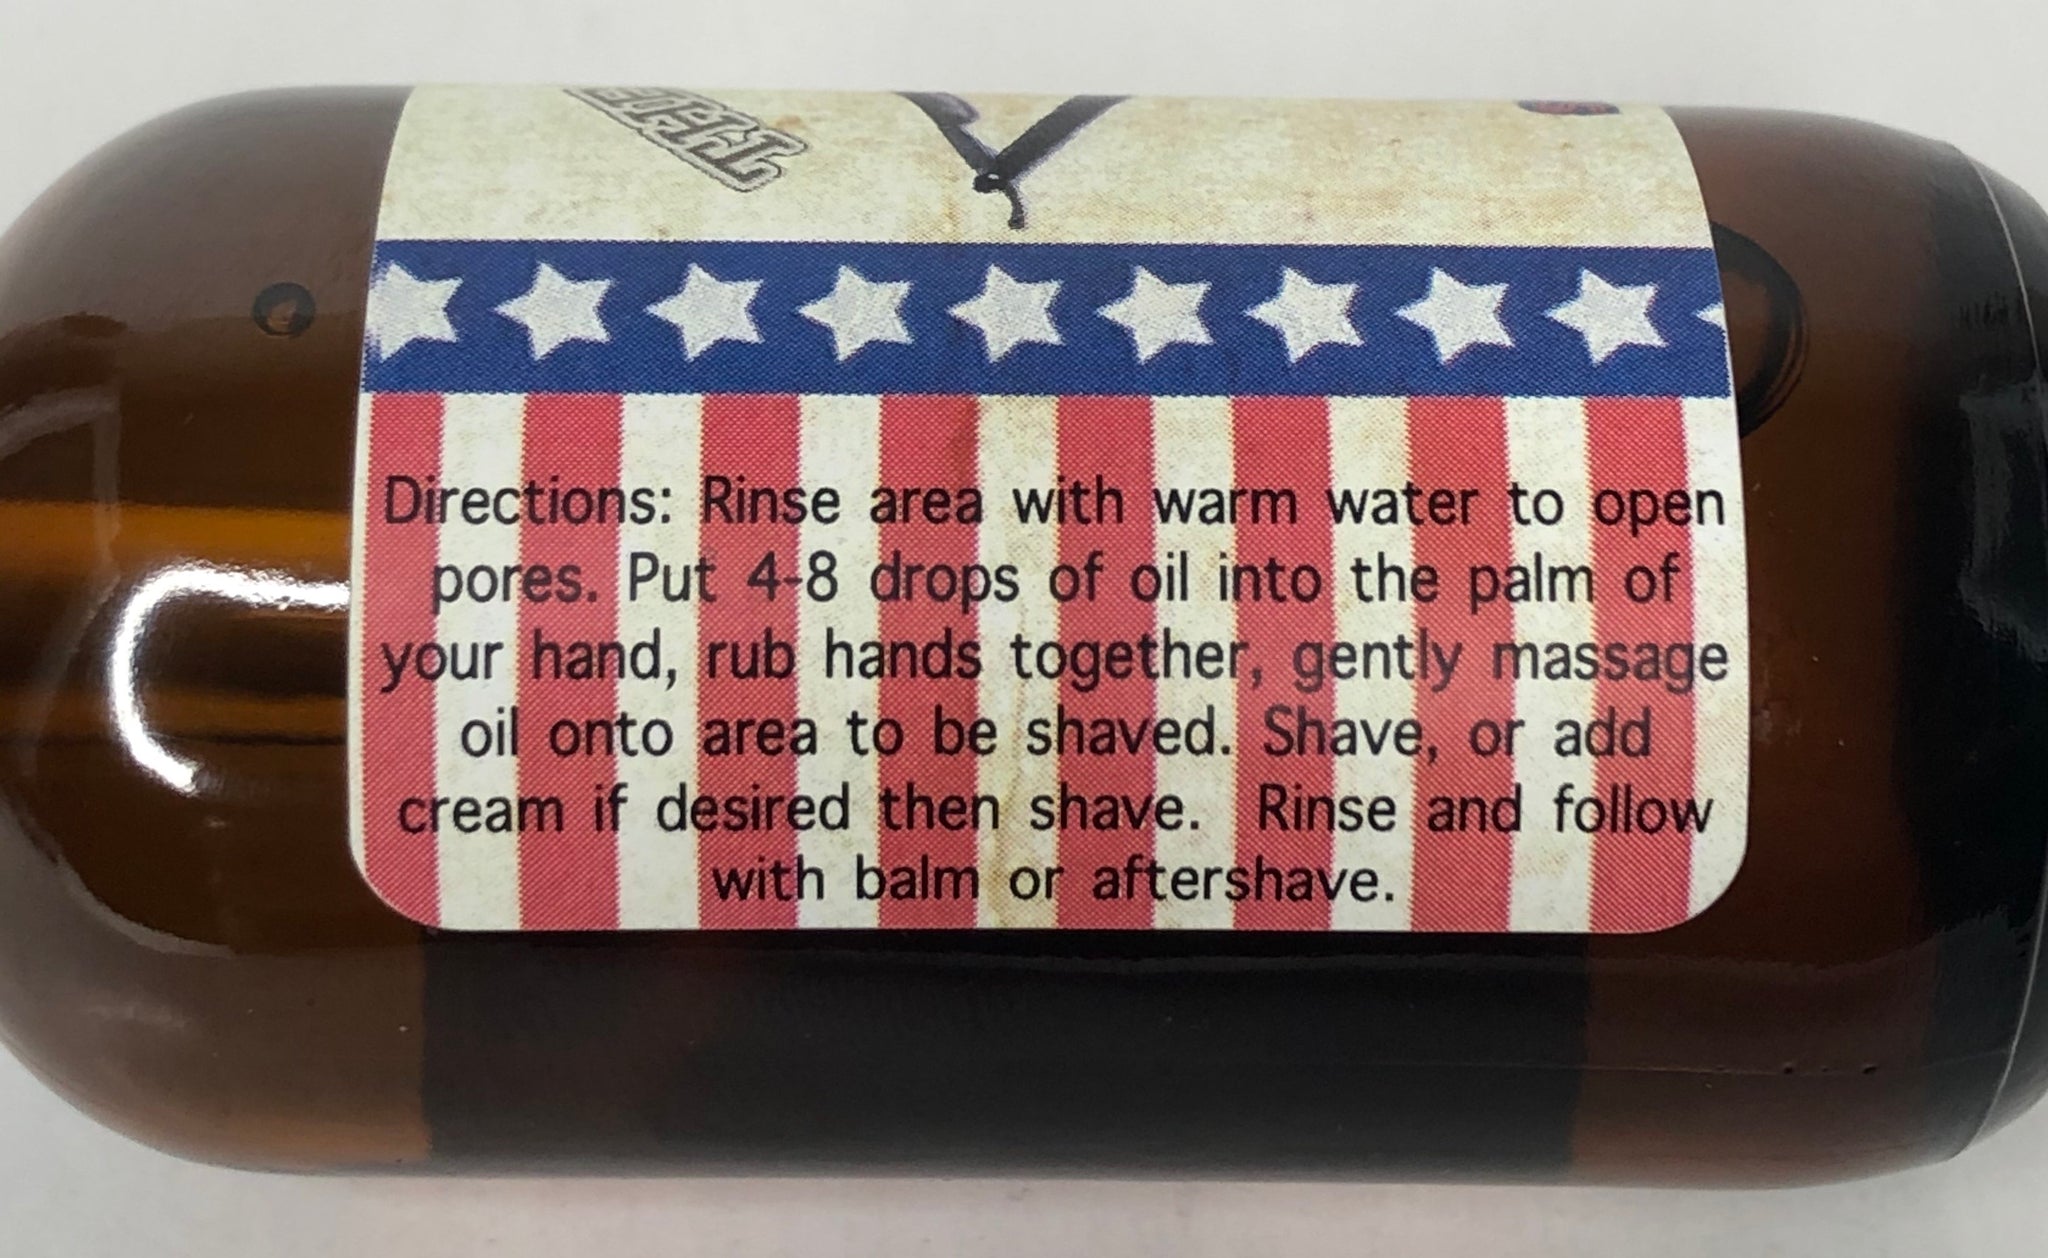 Directions: Rinse area with warm water to open
pores. Put 4-8 drops of oil into the palm of
your hand, rub hands together, gently massage
oil onto area to be shaved. Shave, or add
cream if desired then shave. Rinse and follow
with balm or aftershave.